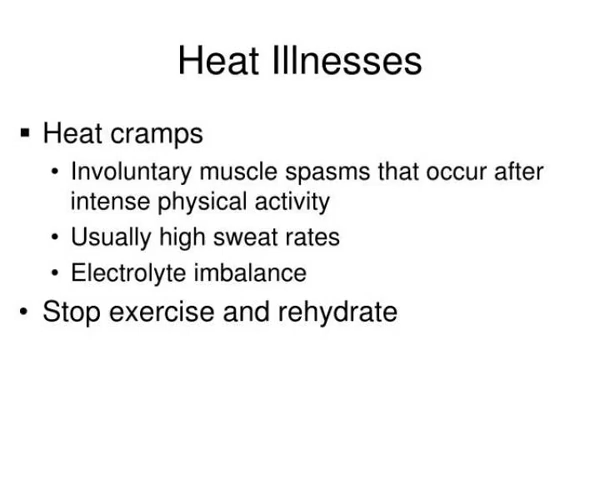 Heat Illnesses
▪ Heat cramps
• Involuntary muscle spasms that occur after
intense physical activity
• Usually high sweat rates
• Electrolyte imbalance
• Stop exercise and rehydrate